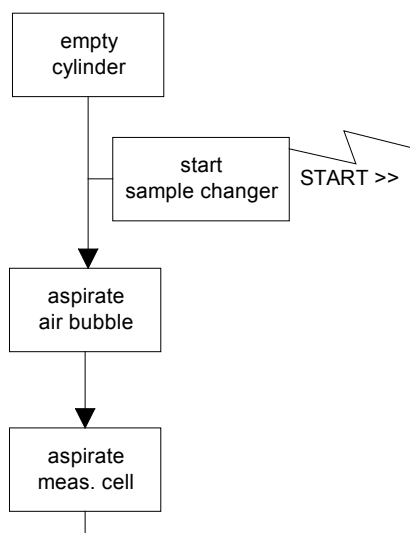 empty
cylinder
start
sample changer
START >>
aspirate
air bubble
aspirate
meas. cell